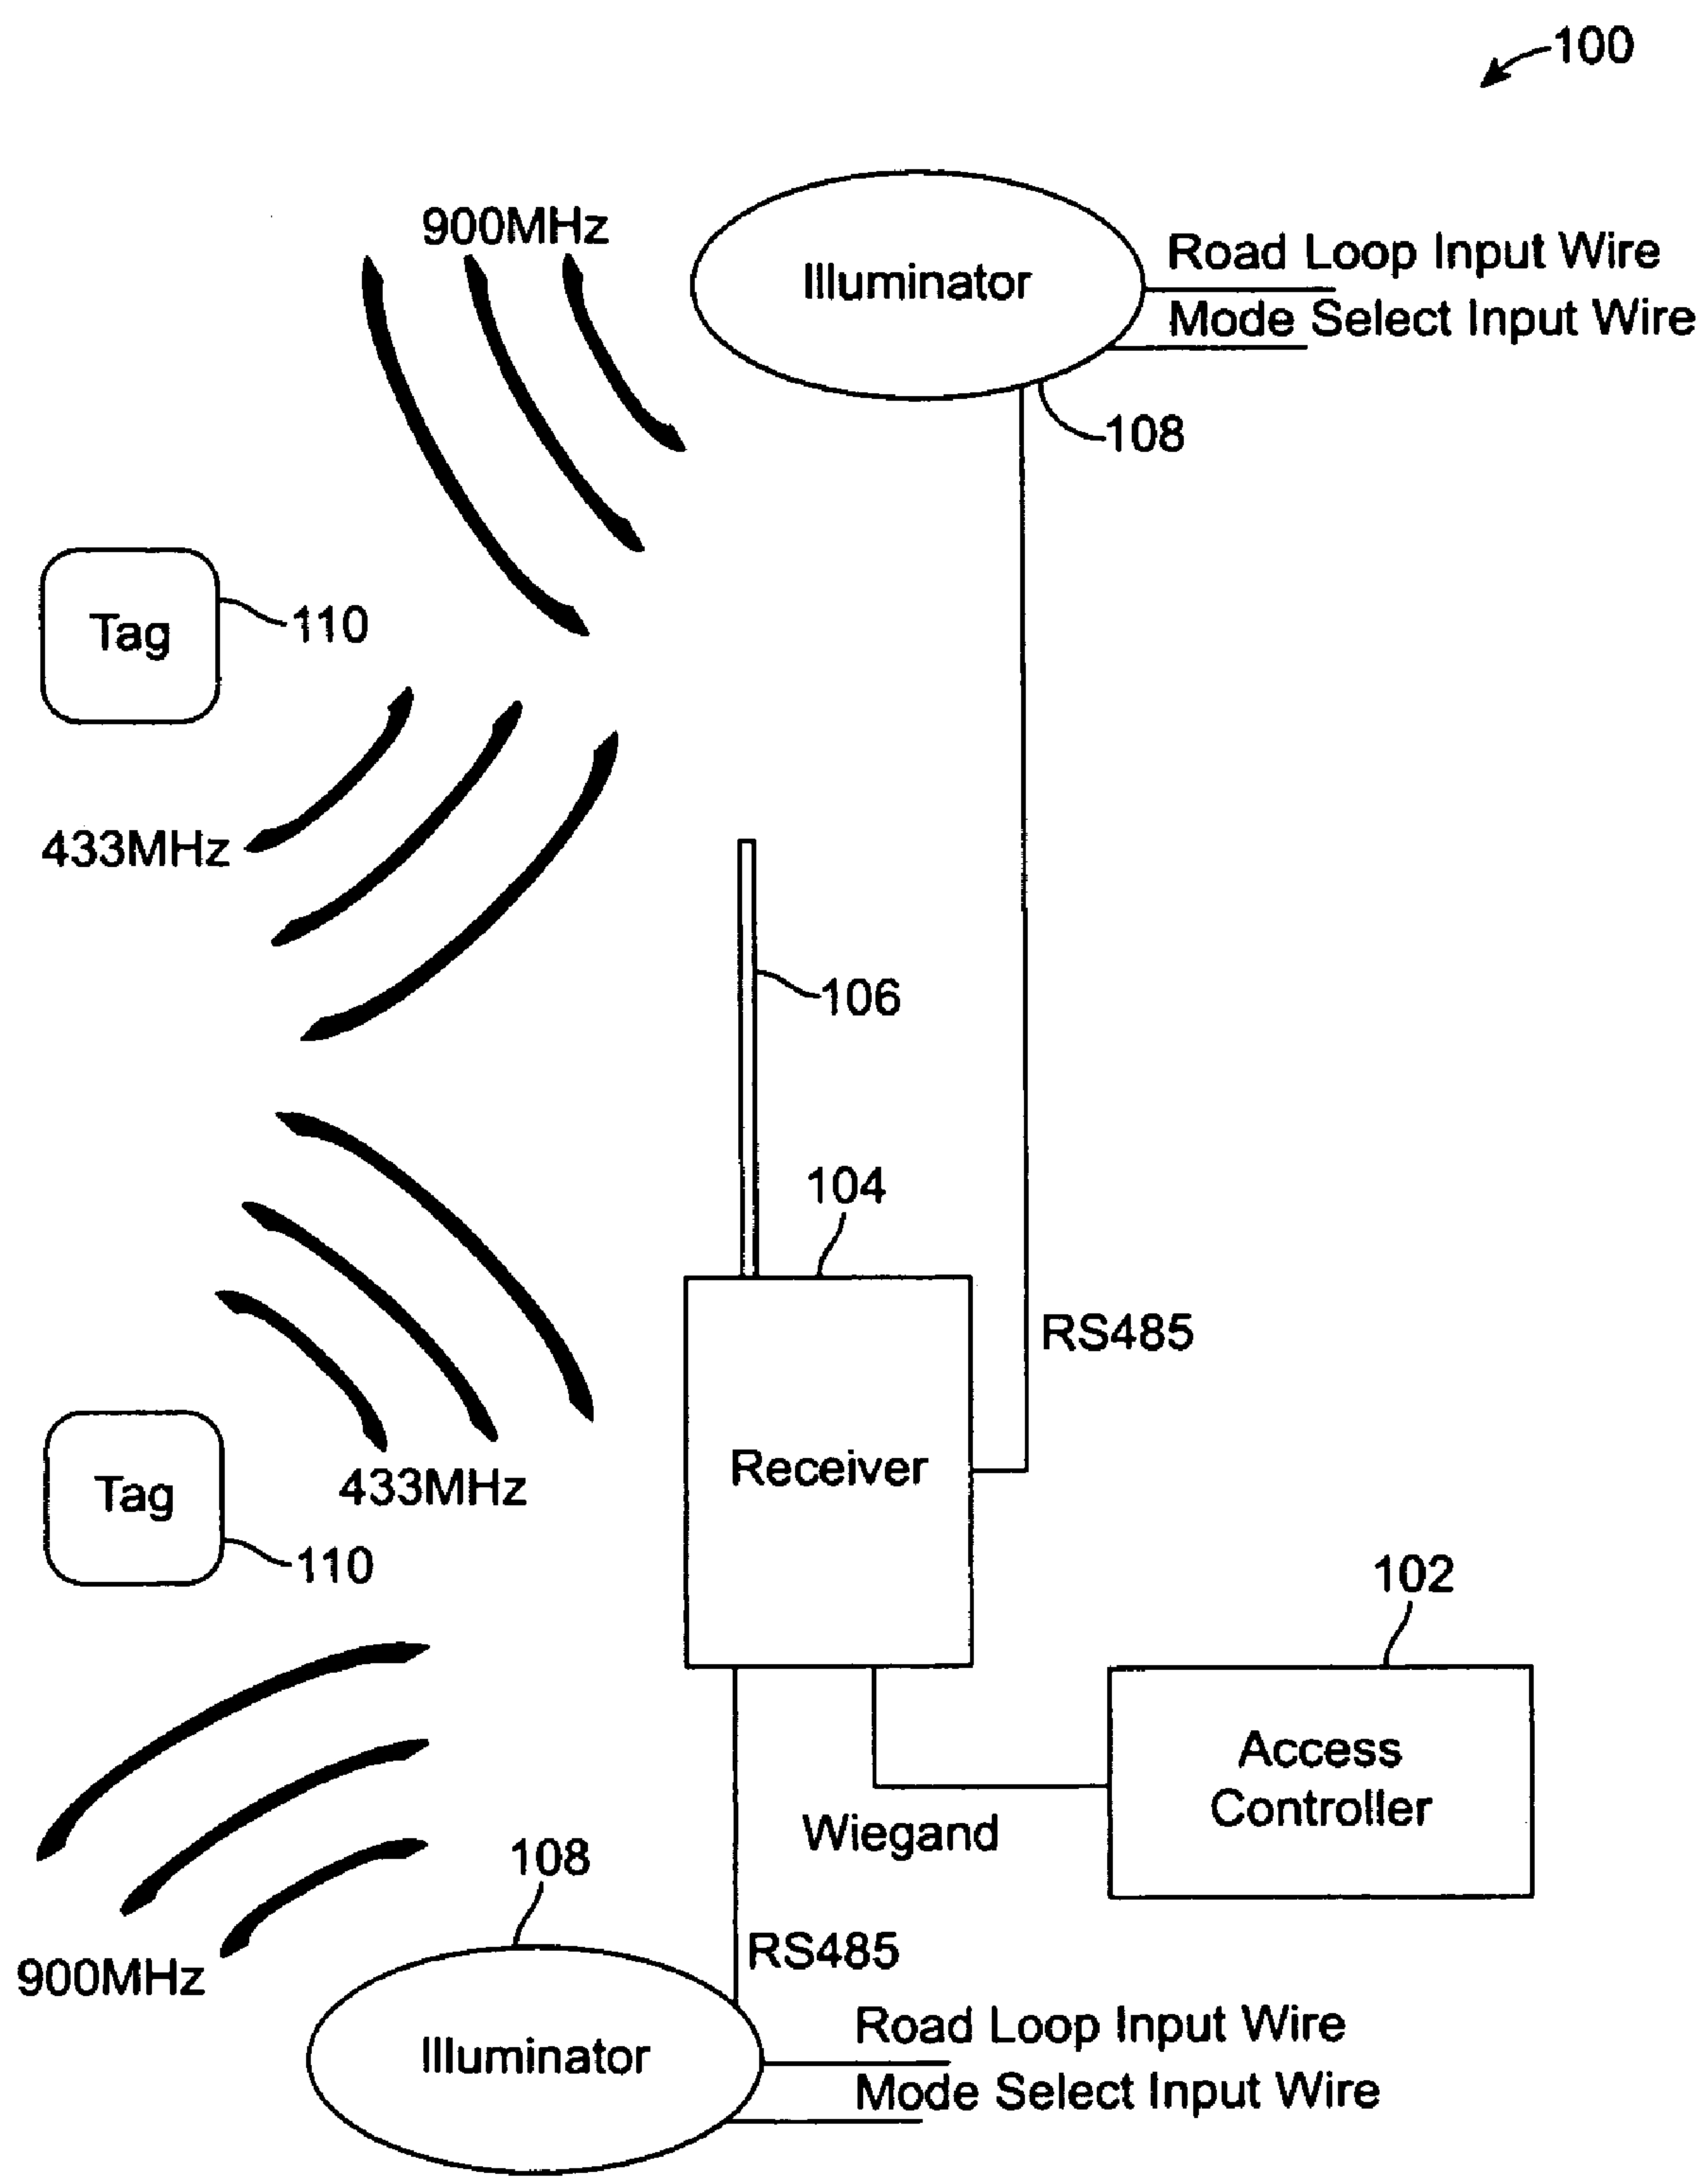 100
900MHz
Illuminator
Road Loop Input Wire
Mode Select Input Wire
108
Tag
110
433MHz
106
104
RS485
Receiver
433MHz
Tag
110
102
Access
Controller
Wiegand
108
RS485
900MHz
Illuminator
Road Loop Input Wire
Mode Select Input Wire